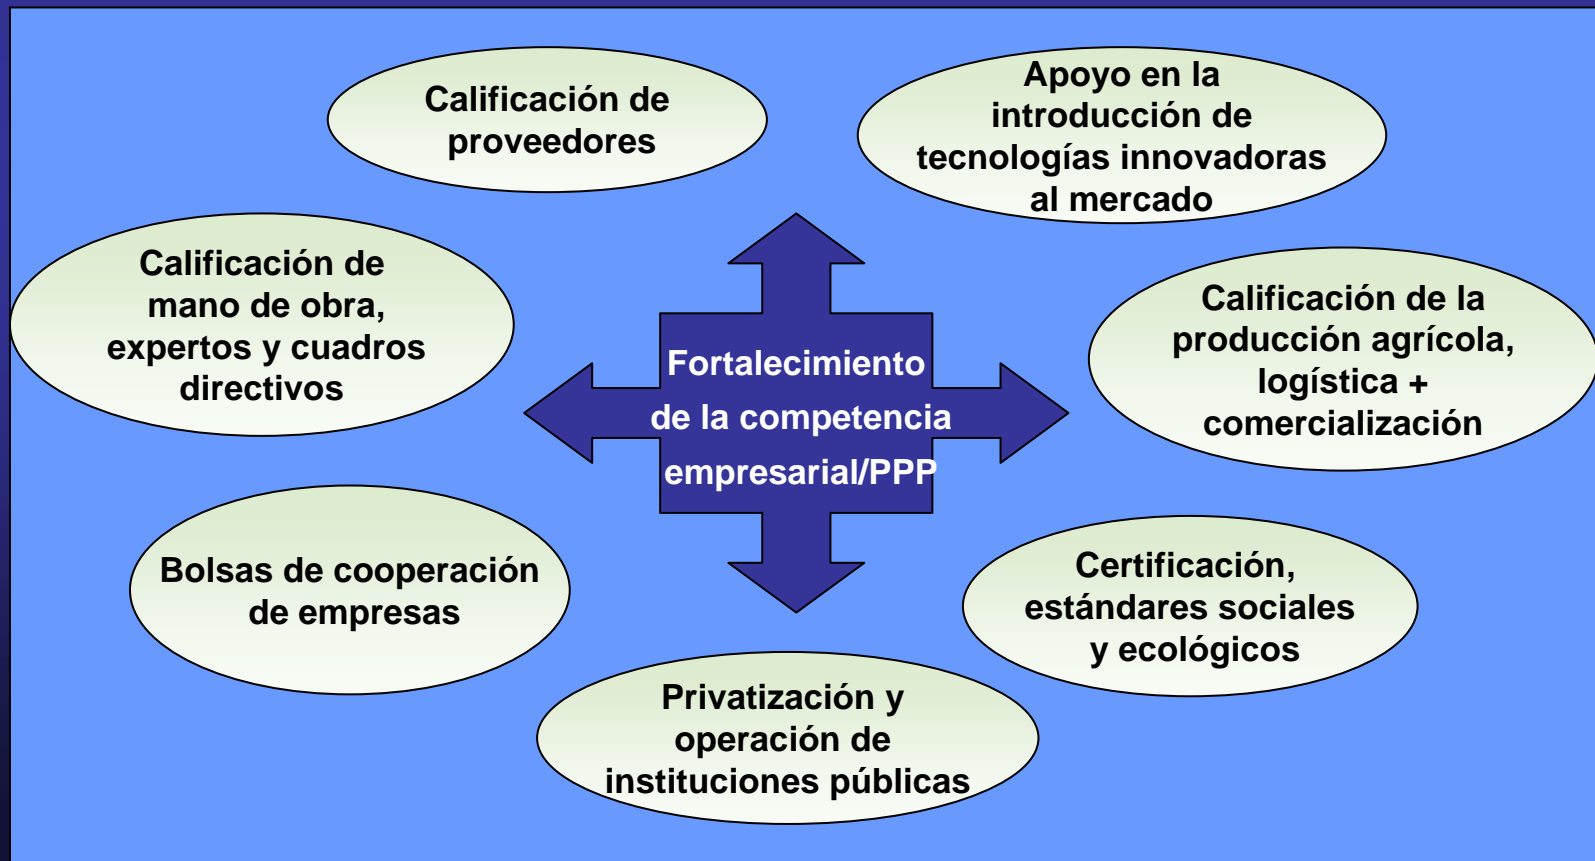 Calificación de
proveedores
Apoyo en la
introducción de
tecnologías innovadoras
al mercado
Calificación de
mano de obra,
expertos y cuadros
directivos
Fortalecimiento
de la competencia
empresarial/PPP
Calificación de la
producción agrícola,
logística +
comercialización
Bolsas de cooperación
de empresas
Certificación,
estándares sociales
y ecológicos
Privatización y
operación de
instituciones públicas